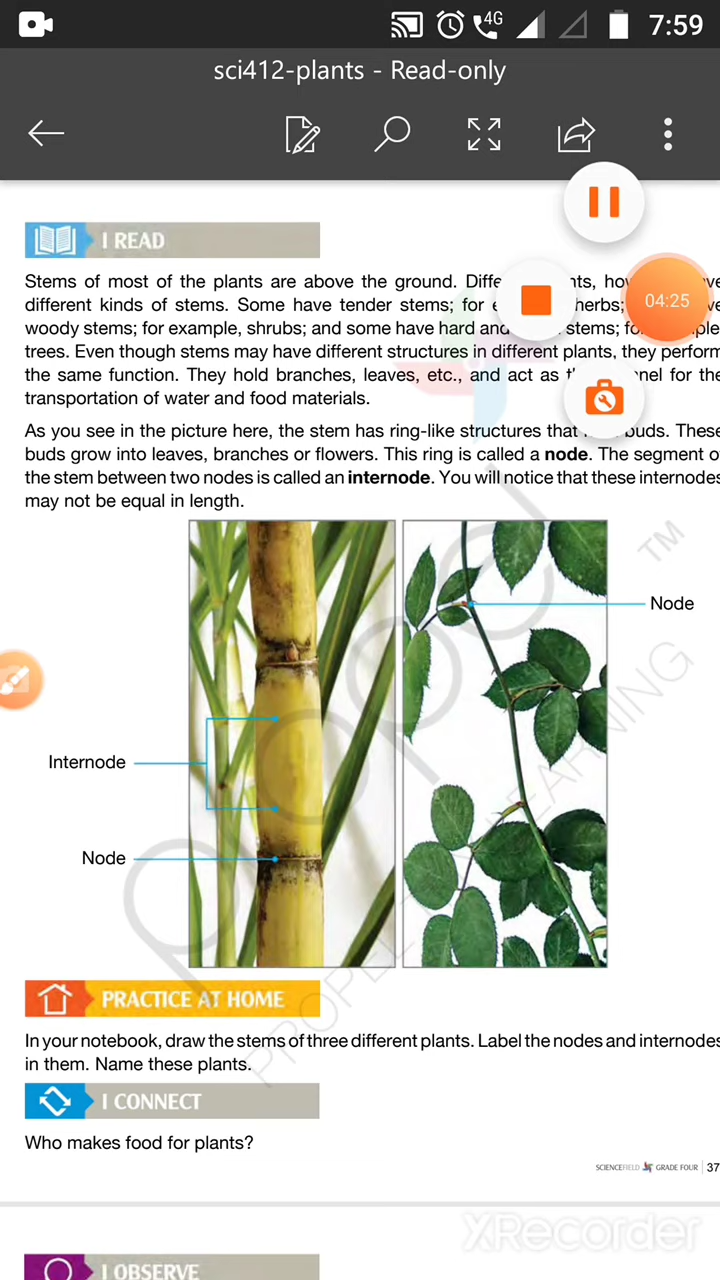 4G 7:59
sci412-plants - Read-only
I READ
04:25
Stems of most of the plants are above the ground.
different kinds of stems. Some have tender stems; for herbs;
woody stems; for example, shrubs; and some have hard and stems;
trees. Even though stems may have different structures in different plants, they perform
the same function. They hold branches, leaves, etc., and act as the
transportation of water and food materials.
As you see in the picture here, the stem has ring-like structures that buds. These
buds grow into leaves, branches or flowers. This ring is called a node. The segment
the stem between two nodes is called an internode. You will notice that these internodes
may not be equal in length.
TM
Node
Internode
Node
propel
PROPEL LEARNING
PRACTICE AT HOME
In your notebook, draw the stems of three different plants. Label the nodes and internodes
in them. Name these plants.
I CONNECT
Who makes food for plants?
SCIENCEFIELD GRADE FOUR 37
XRecorder
I OBSERVE